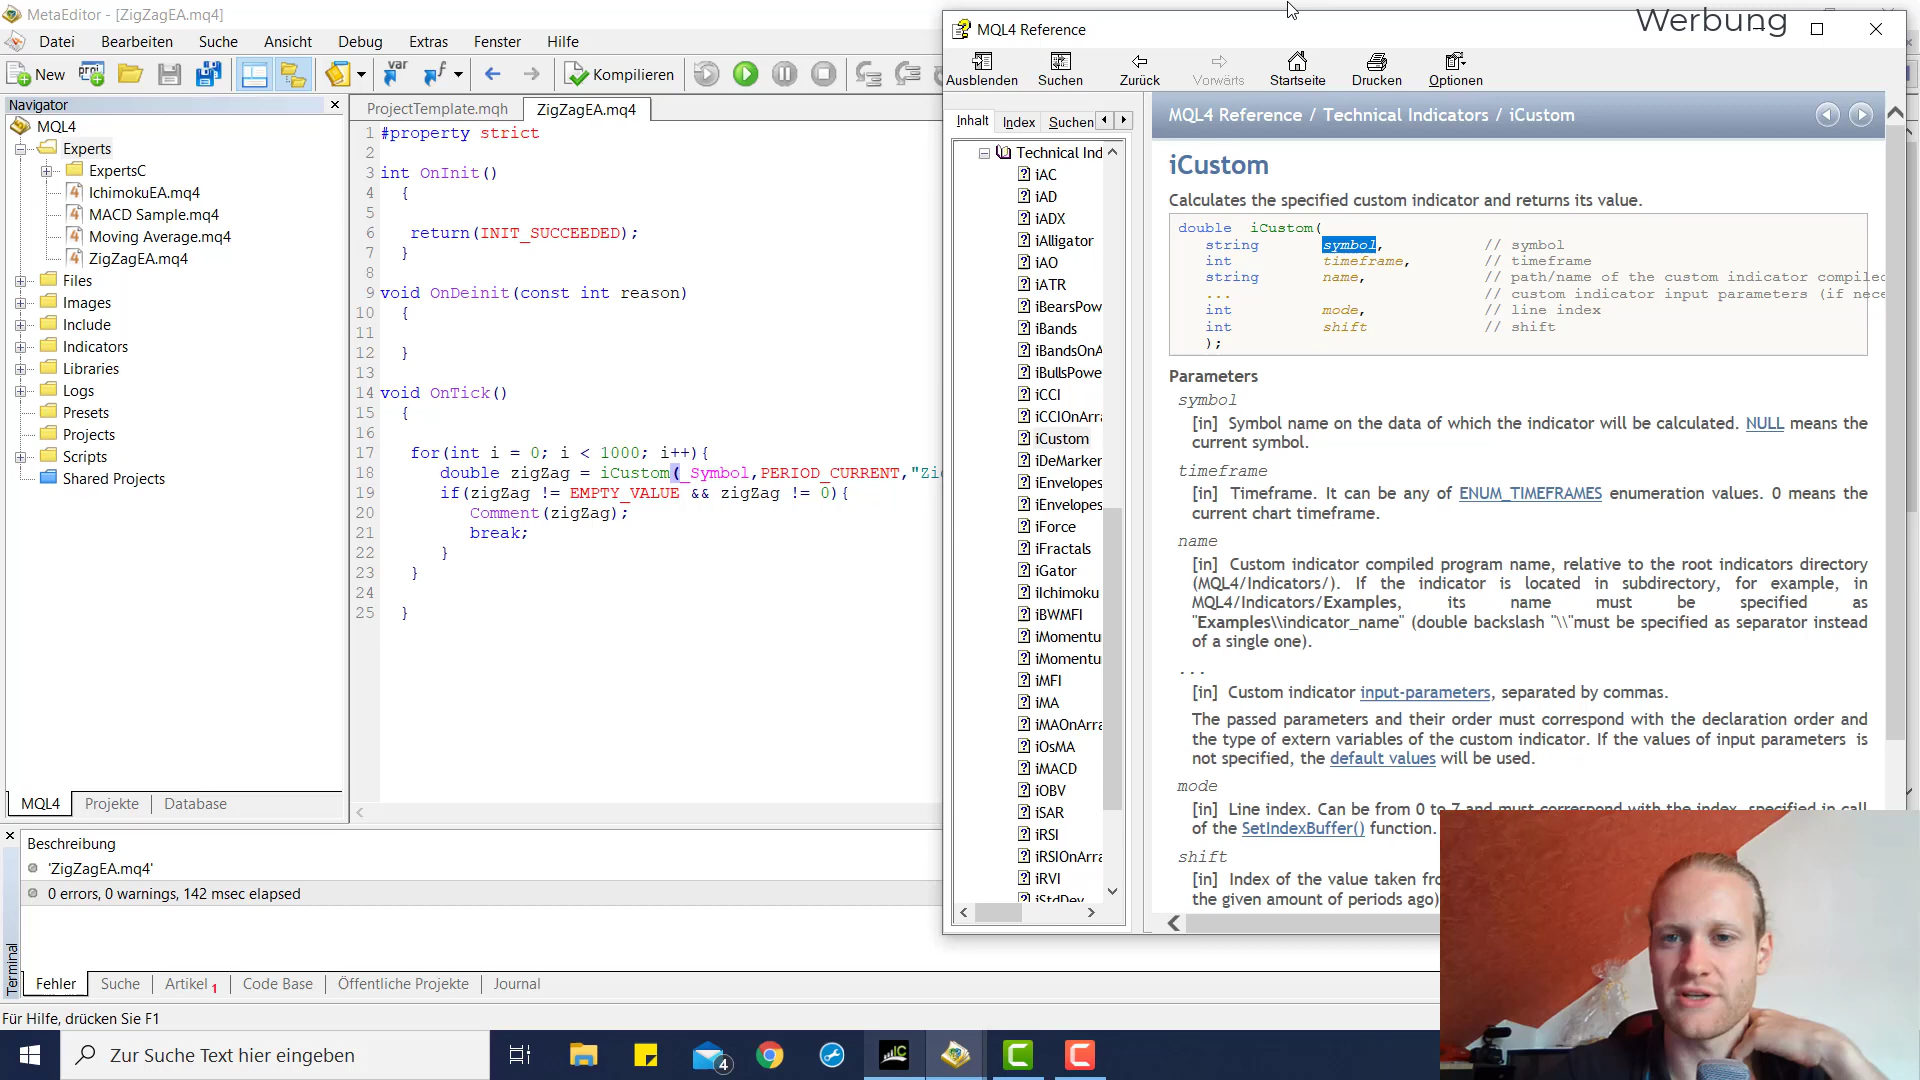 MetaEditor - [ZigZagEA.mq4]
Datei Bearbeiten Suche Ansicht Debug Extras Fenster Hilfe
New Kompilieren
Navigator
MQL4
Experts
ExpertsC
IchimokuEA.mq4
MACD Sample.mq4
Moving Average.mq4
ZigZagEA.mq4
Files
Images
Include
Indicators
Libraries
Logs
Presets
Projects
Scripts
Shared Projects
MQL4 Projekte Database
ProjectTemplate.mqh ZigZagEA.mq4
1 #property strict
2
3 int OnInit()
4 {
5
6 return(INIT_SUCCEEDED);
7 }
8
9 void OnDeinit(const int reason)
10 {
11
12 }
13
14 void OnTick()
15 {
16
17 for(int i = 0; i < 1000; i++){
18 double zigZag = iCustom(_Symbol,PERIOD_CURRENT,"Zi
19 if(zigZag != EMPTY_VALUE && zigZag != 0){
20 Comment(zigZag);
21 break;
22 }
23 }
24
25 }
MQL4 Reference
Werbung
Ausblenden Suchen Zurück Vorwärts Startseite Drucken Optionen
Inhalt Index Suchen
Technical Ind
iAC
iAD
iADX
iAlligator
iAO
iATR
iBearsPow
iBands
iBandsOnA
iBullsPowe
iCCI
iCCIOnArra
iCustom
iDeMarker
iEnvelopes
iEnvelopes
iForce
iFractals
iGator
iIchimoku
iBWMFI
iMomentu
iMomentu
iMFI
iMA
iMAOnArra
iOsMA
iMACD
iOBV
iSAR
iRSI
iRSIOnArra
iRVI
iStdDev
MQL4 Reference / Technical Indicators / iCustom
iCustom
Calculates the specified custom indicator and returns its value.
double iCustom(
string symbol, // symbol
int timeframe, // timeframe
string name, // path/name of the custom indicator compiled
... // custom indicator input parameters (if nece
int mode, // line index
int shift // shift
);
Parameters
symbol
[in] Symbol name on the data of which the indicator will be calculated. NULL means the
current symbol.
timeframe
[in] Timeframe. It can be any of ENUM_TIMEFRAMES enumeration values. 0 means the
current chart timeframe.
name
[in] Custom indicator compiled program name, relative to the root indicators directory
(MQL4/Indicators/). If the indicator is located in subdirectory, for example, in
MQL4/Indicators/Examples, its name must be specified as
"Examples\\indicator_name" (double backslash "\\"must be specified as separator instead
of a single one).
...
[in] Custom indicator input-parameters, separated by commas.
The passed parameters and their order must correspond with the declaration order and
the type of extern variables of the custom indicator. If the values of input parameters is
not specified, the default values will be used.
mode
[in] Line index. Can be from 0 to 7 and must correspond with the index, specified in call
of the SetIndexBuffer() function.
shift
[in] Index of the value taken fro
the given amount of periods ago)
Beschreibung
'ZigZagEA.mq4'
0 errors, 0 warnings, 142 msec elapsed
Terminal
Fehler Suche Artikel 1 Code Base Öffentliche Projekte Journal
Für Hilfe, drücken Sie F1
Zur Suche Text hier eingeben
4
IC